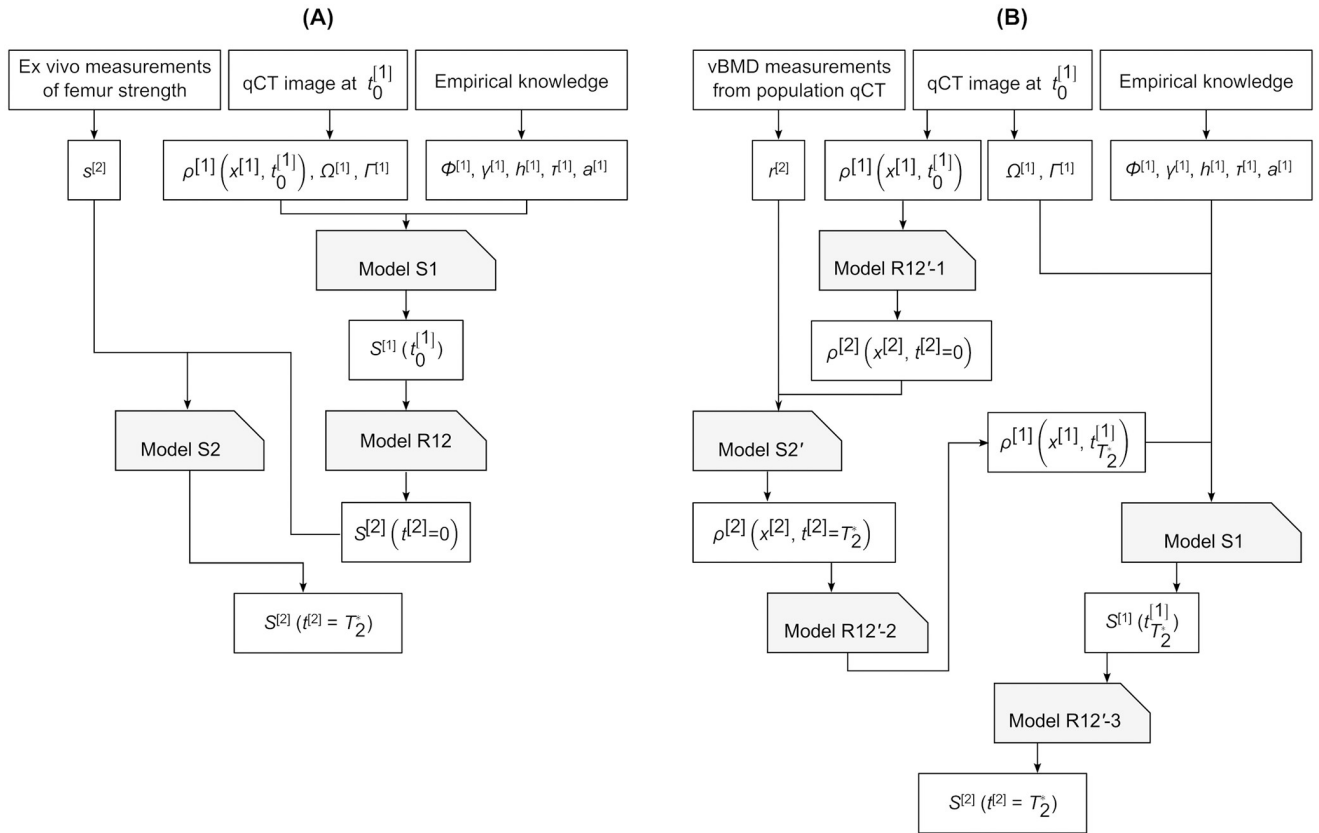 (A)
Ex vivo measurements
of femur strength
qCT image at t₀^[1]
Empirical knowledge
s^[2]
ρ^[1](x^[1], t₀^[1]), Ω^[1], Γ^[1]
Φ^[1], γ^[1], h^[1], τ^[1], a^[1]
Model S1
S^[1](t₀^[1])
Model S2
Model R12
S^[2](t^[2]=0)
S^[2](t^[2] = T₂*)
(B)
vBMD measurements
from population qCT
qCT image at t₀^[1]
Empirical knowledge
r^[2]
ρ^[1](x^[1], t₀^[1])
Ω^[1], Γ^[1]
Φ^[1], γ^[1], h^[1], τ^[1], a^[1]
Model R12′-1
ρ^[2](x^[2], t^[2]=0)
Model S2′
ρ^[1](x^[1], t_{T₂*}^[1])
ρ^[2](x^[2], t^[2]=T₂*)
Model S1
Model R12′-2
S^[1](t_{T₂*}^[1])
Model R12′-3
S^[2](t^[2] = T₂*)